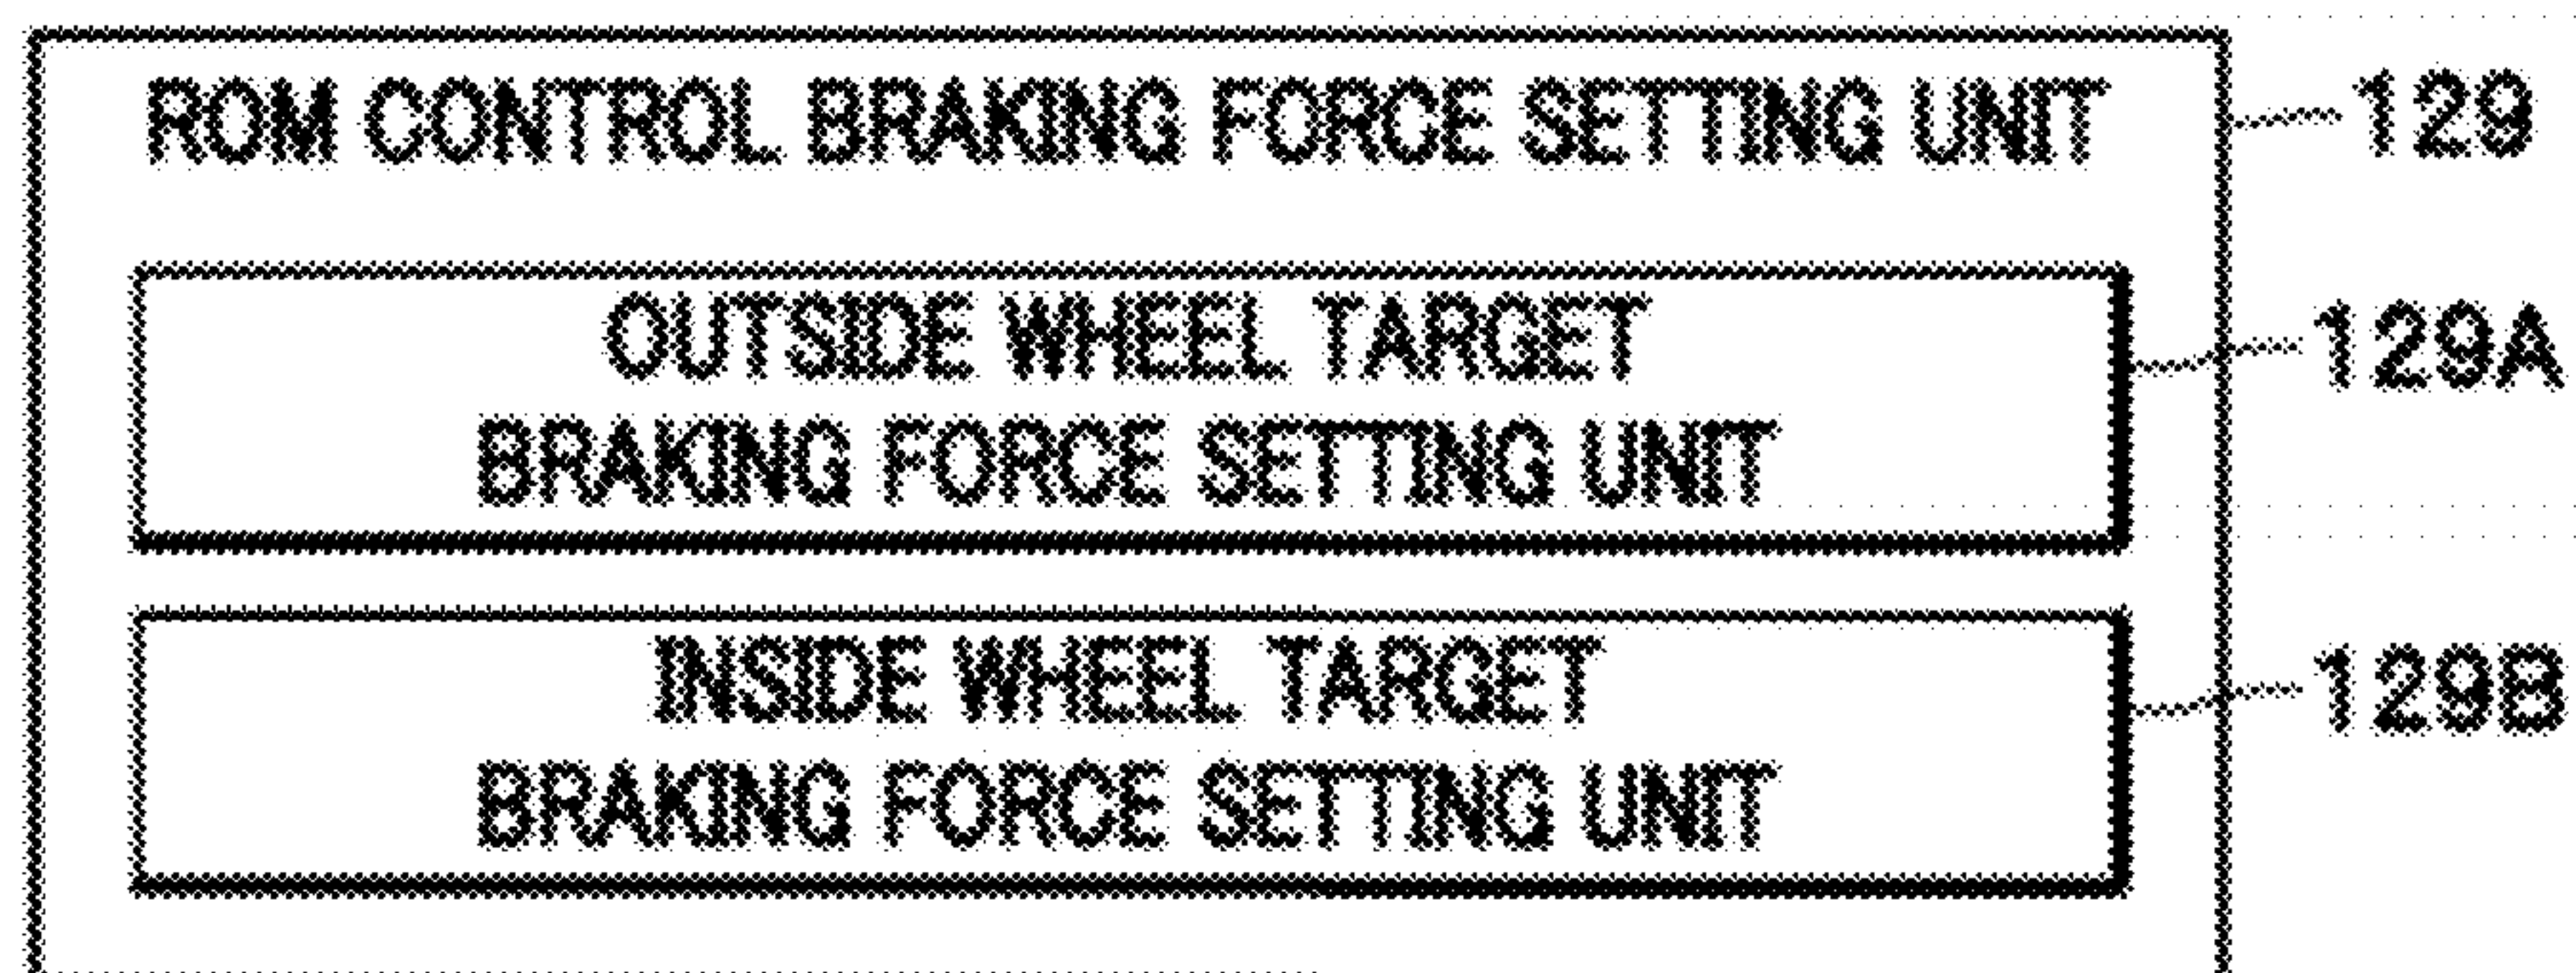 ROM CONTROL BRAKING FORCE SETTING UNIT 129
OUTSIDE WHEEL TARGET 129A
BRAKING FORCE SETTING UNIT
INSIDE WHEEL TARGET 129B
BRAKING FORCE SETTING UNIT